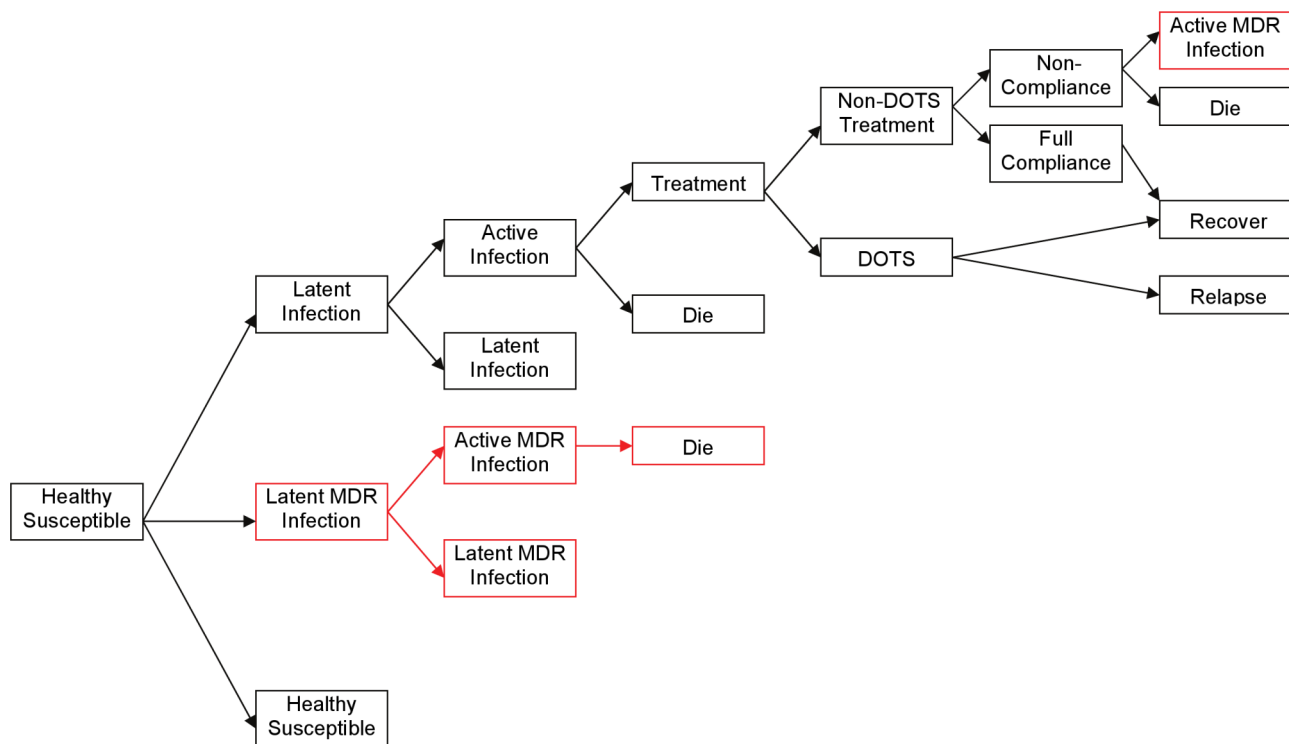 Active MDR
Infection
Non-
Compliance
Die
Non-DOTS
Treatment
Full
Compliance
Treatment
Recover
Active
Infection
DOTS
Relapse
Latent
Infection
Die
Latent
Infection
Active MDR
Infection
Die
Healthy
Susceptible
Latent MDR
Infection
Latent MDR
Infection
Healthy
Susceptible